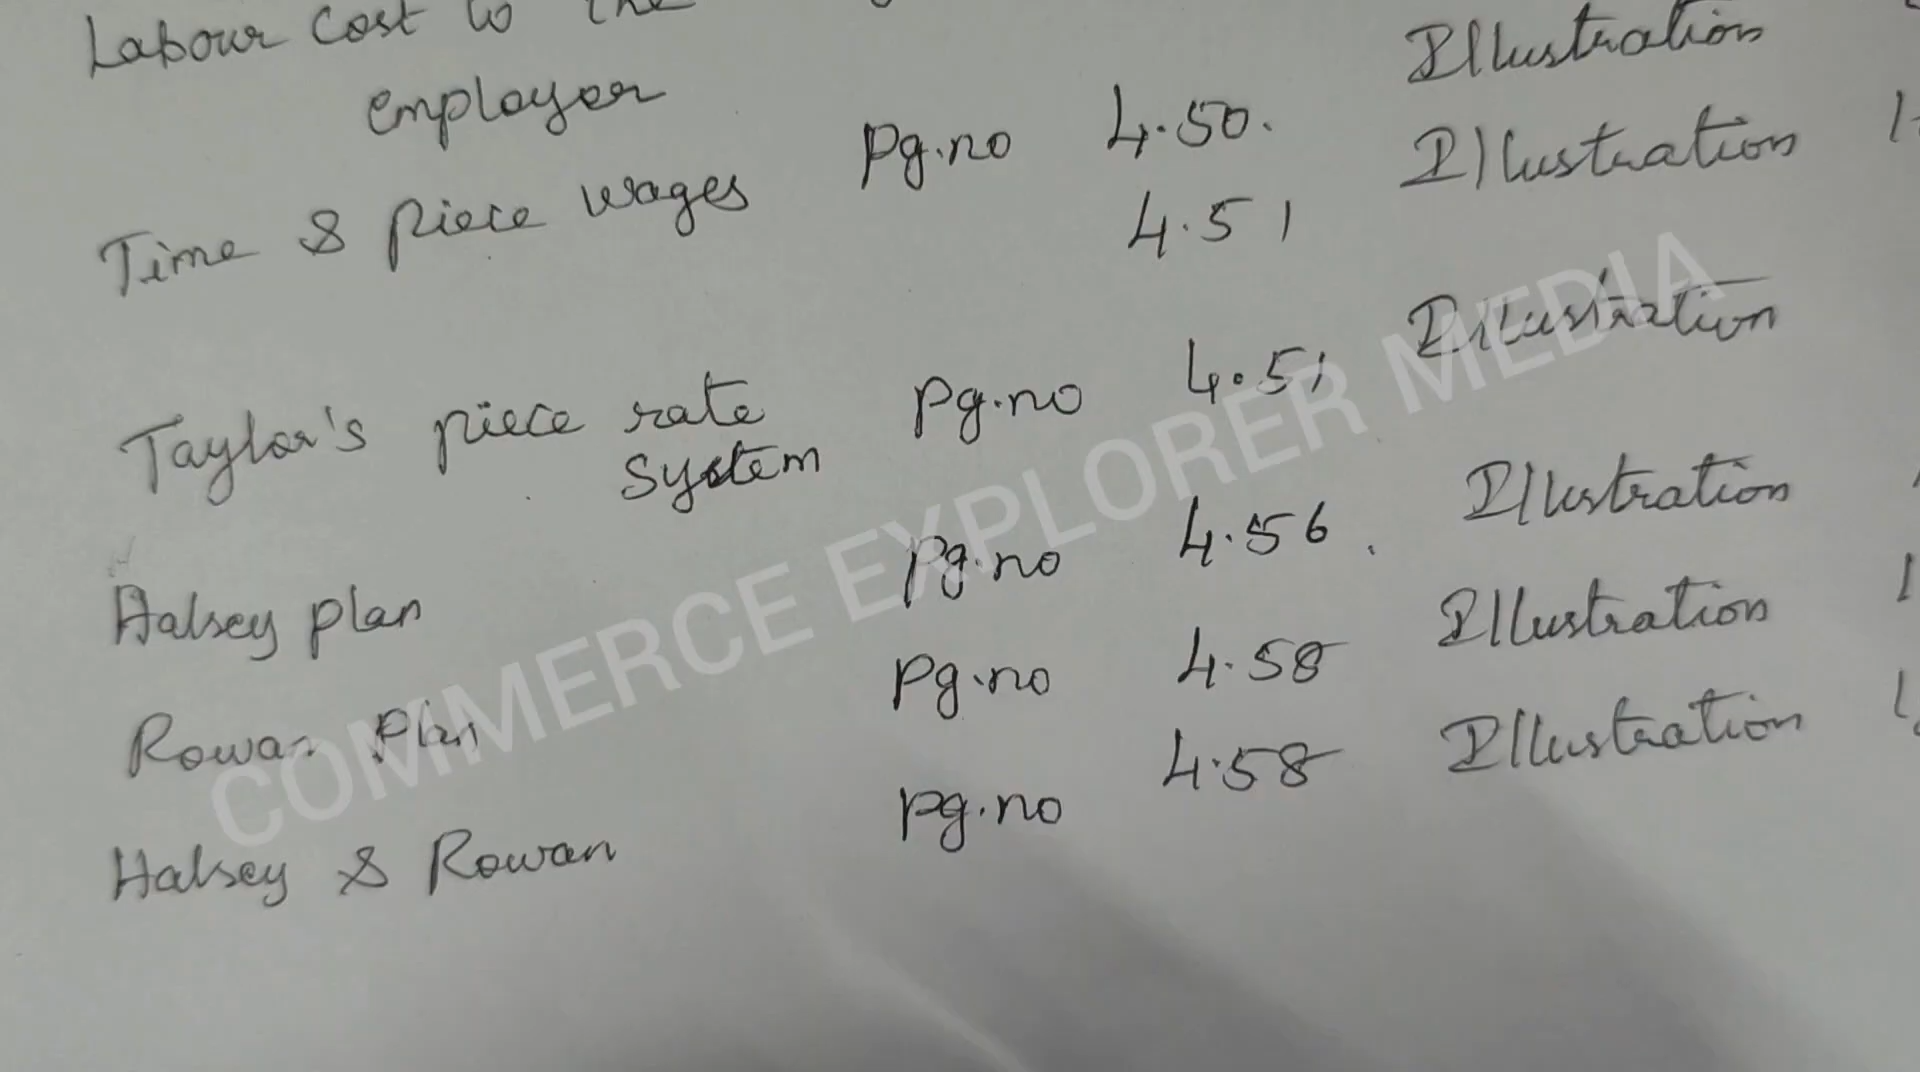 Labour Cost to the
employer
Illustration
Time & piece wages pg.no 4.50. Illustration
4.51
Taylor's piece rate system pg.no 4.51 Illustration
Halsey plan pg.no 4.56. Illustration
Rowan Plan pg.no 4.58 Illustration
Halsey & Rowan pg.no 4.58 Illustration
COMMERCE EXPLORER MEDIA